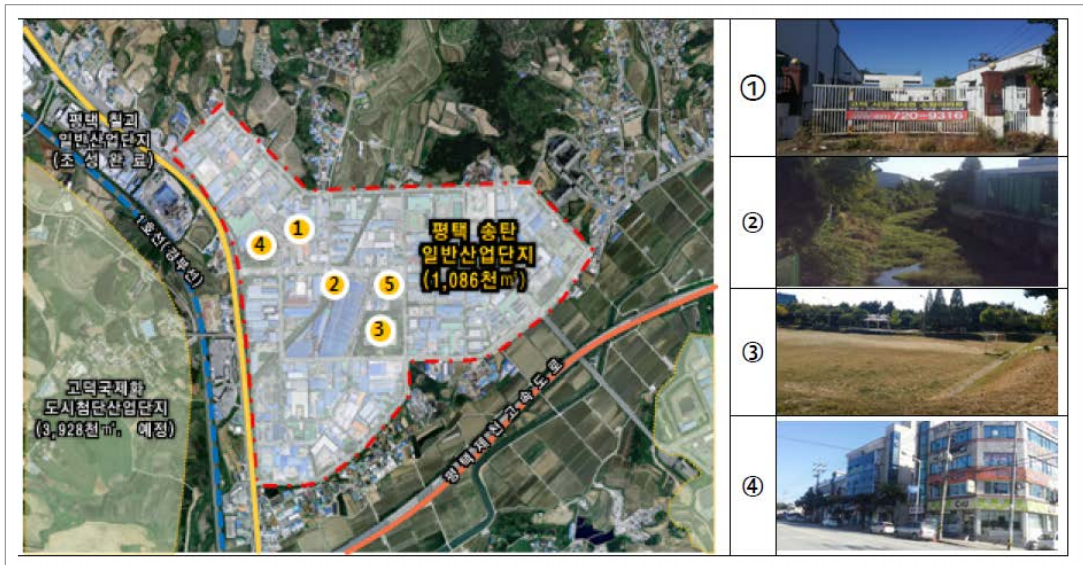 평택 칠괴
일반산업단지
(조성완료)
1호선(경부선)
고덕국제화
도시첨단산업단지
(3,928천㎡, 예정)
4
1
2
5
3
평택 송탄
일반산업단지
(1,086천㎡)
평택제천고속도로
①
720-9316
②
③
④
CU